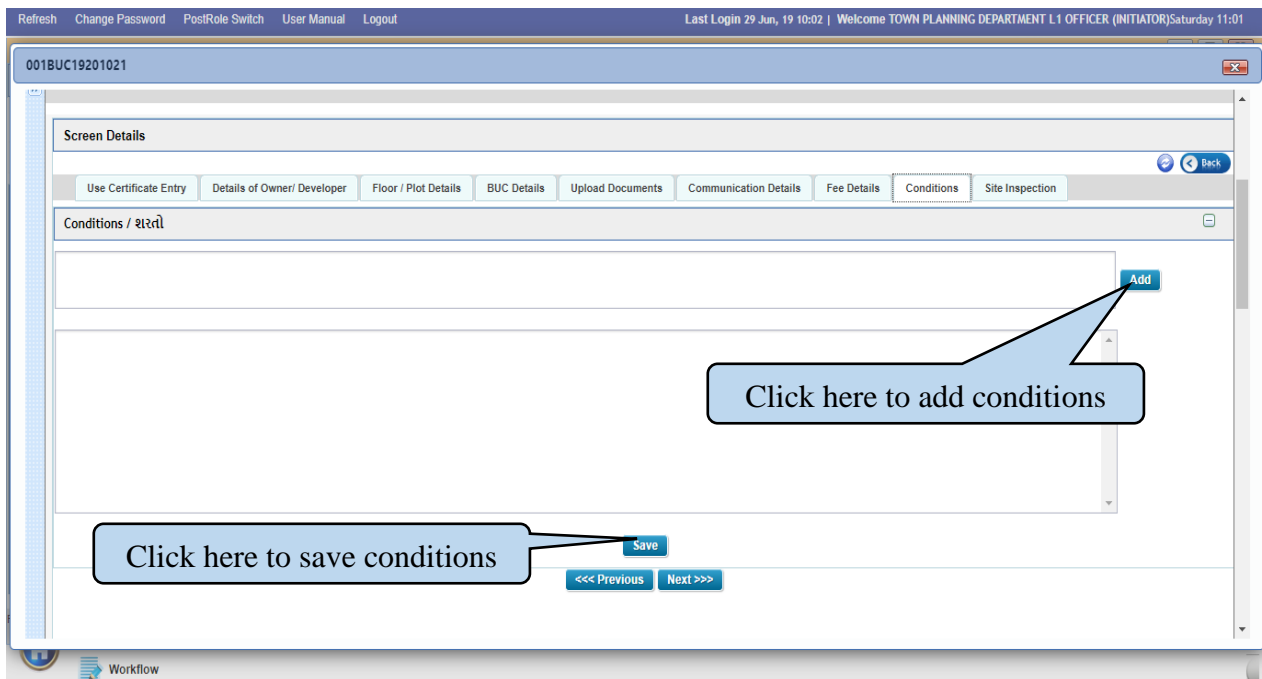 Refresh Change Password PostRole Switch User Manual Logout Last Login 29 Jun, 19 10:02 | Welcome TOWN PLANNING DEPARTMENT L1 OFFICER (INITIATOR)Saturday 11:01
001BUC19201021
Screen Details
Back
Use Certificate Entry Details of Owner/ Developer Floor / Plot Details BUC Details Upload Documents Communication Details Fee Details Conditions Site Inspection
Conditions / શરતો
Add
Click here to add conditions
Click here to save conditions
Save
<<< Previous Next >>>
Workflow